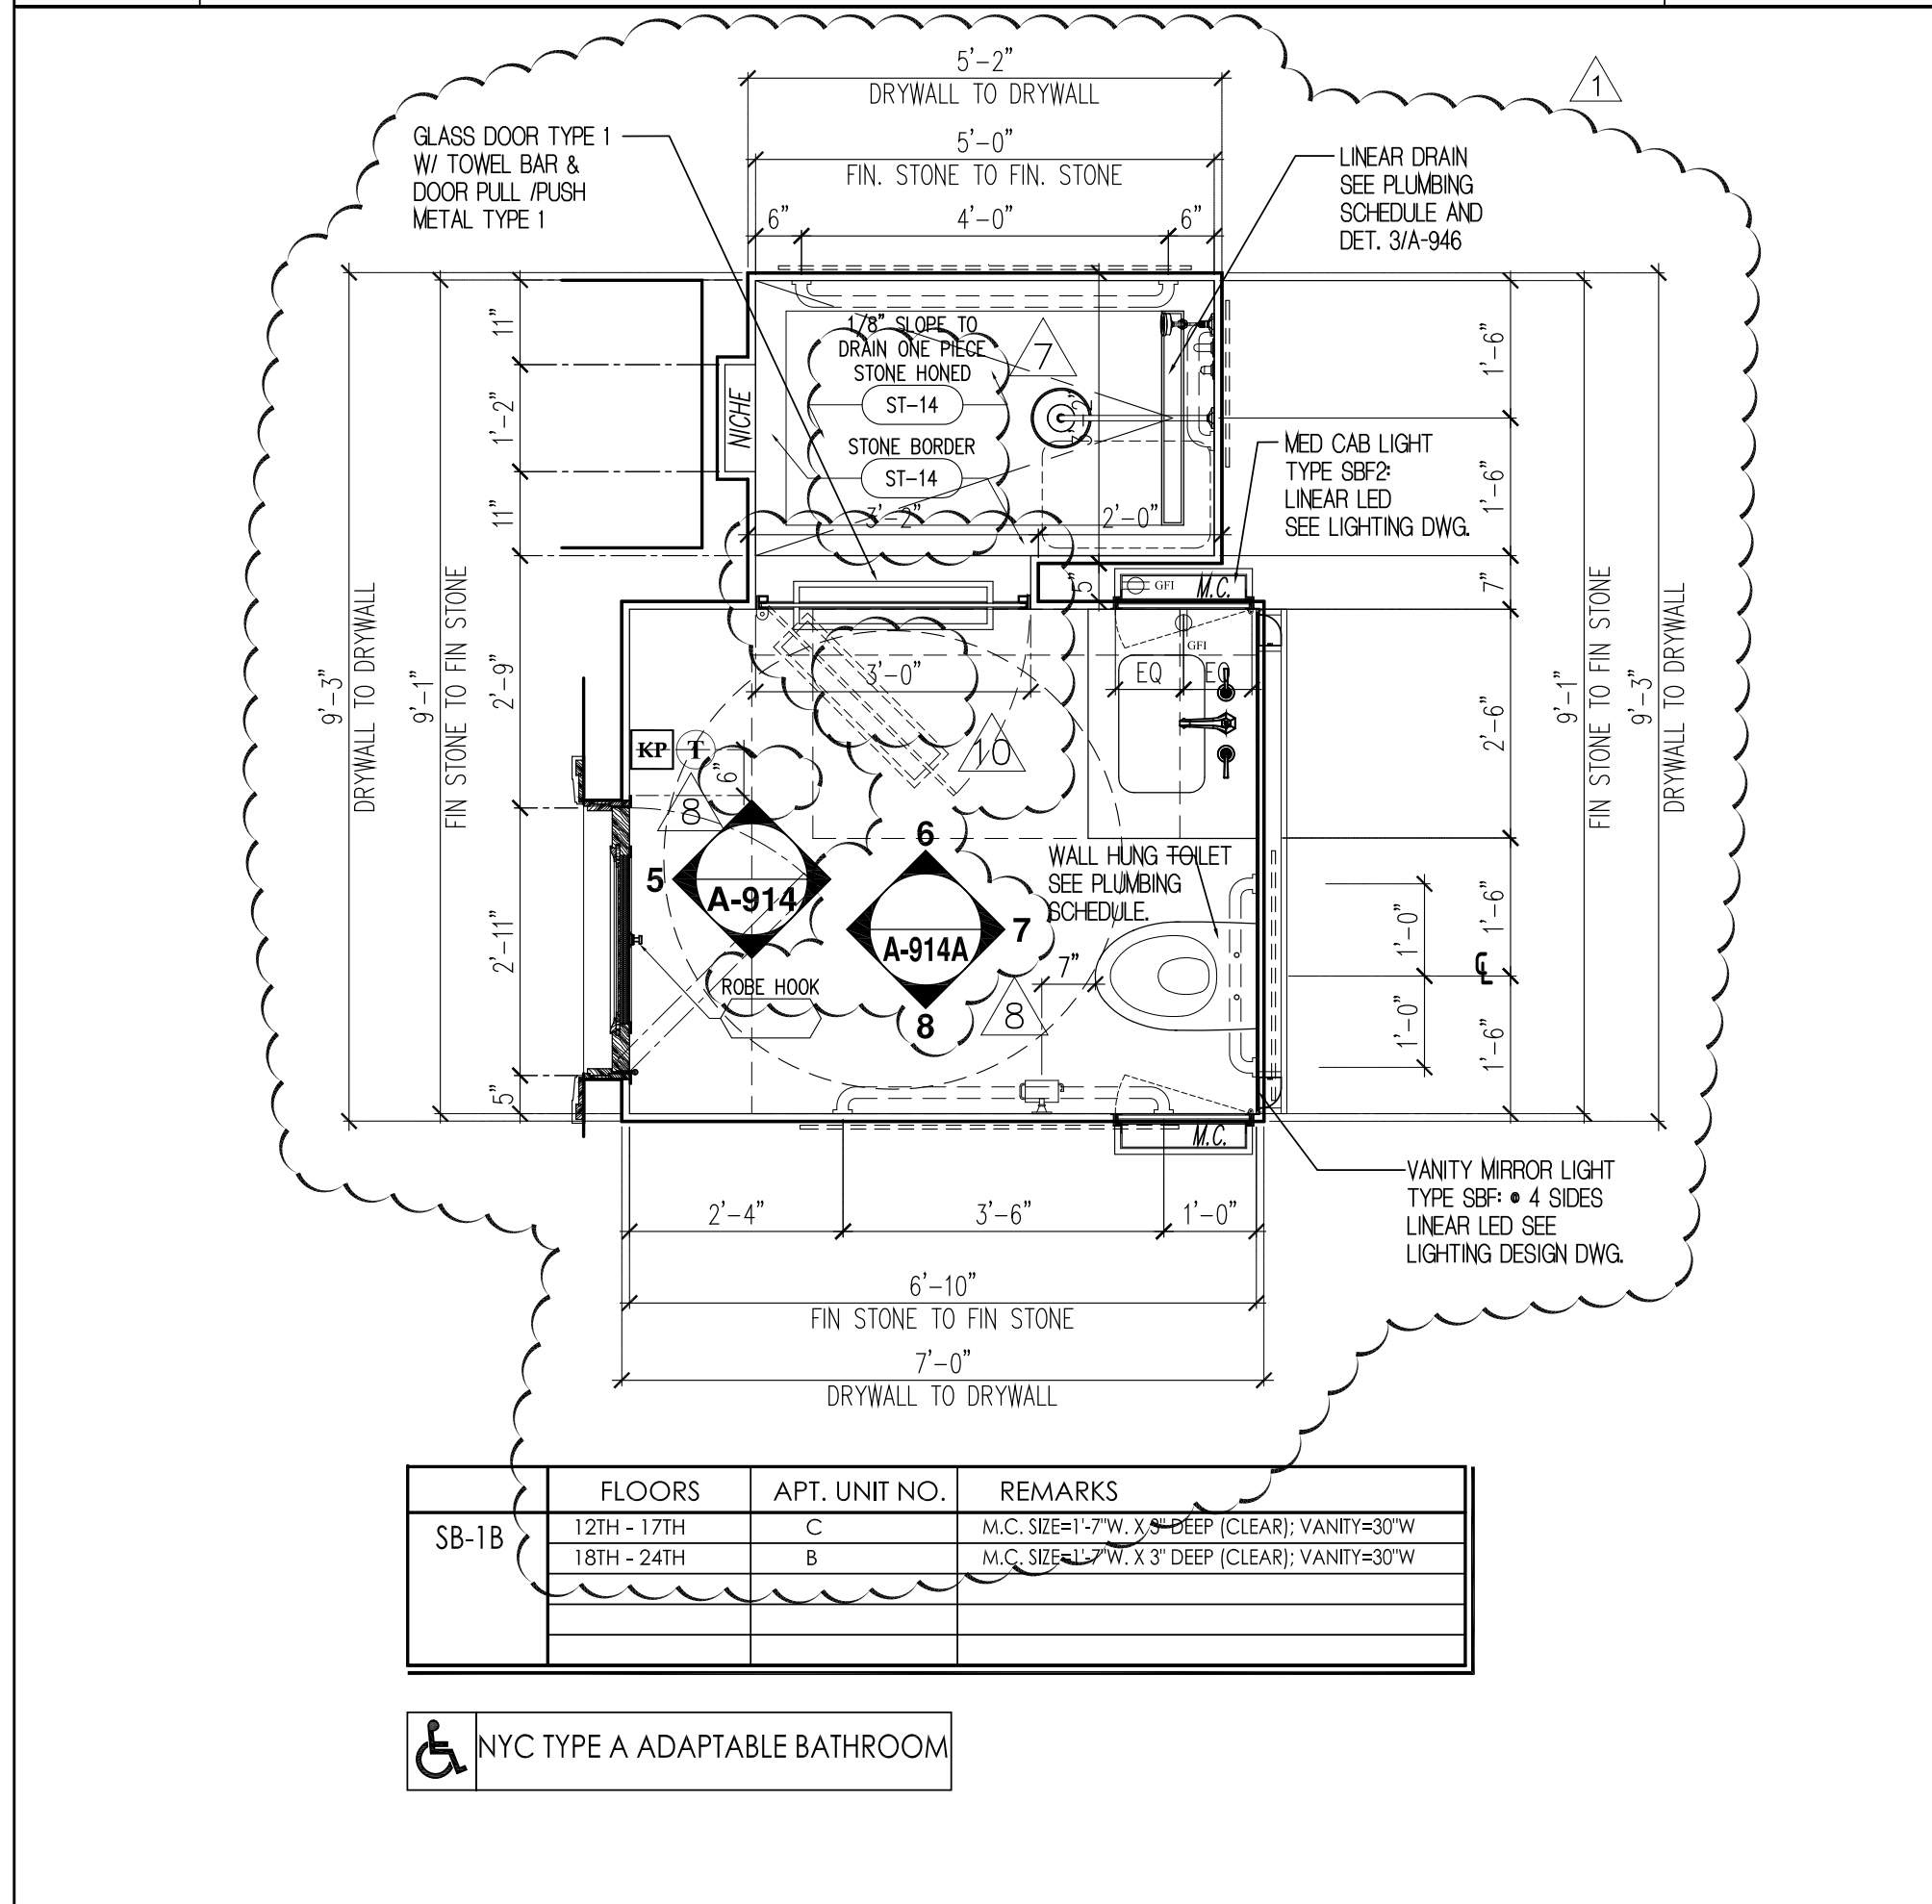 5'-2"
DRYWALL TO DRYWALL
1
5'-0"
FIN. STONE TO FIN. STONE
6"
4'-0"
6"
GLASS DOOR TYPE 1
W/ TOWEL BAR &
DOOR PULL /PUSH
METAL TYPE 1
LINEAR DRAIN
SEE PLUMBING
SCHEDULE AND
DET. 3/A-946
1/8" SLOPE TO
DRAIN ONE PIECE
STONE HONED
ST-14
STONE BORDER
ST-14
7
NICHE
3'-2"
3'-2"
2'-0"
MED CAB LIGHT
TYPE SBF2:
LINEAR LED
SEE LIGHTING DWG.
11"
1'-2"
11"
2'-9"
2'-11"
5"
9'-3"
DRYWALL TO DRYWALL
9'-1"
FIN STONE TO FIN STONE
1'-6"
1'-6"
7"
2'-6"
1'-6"
1'-6"
1'-0"
1'-0"
CL
9'-1"
FIN STONE TO FIN STONE
9'-3"
DRYWALL TO DRYWALL
5"
GFI
M.C.
GFI
EQ
EQ
3'-0"
KP
T
6"
8
10
5
A-914
6
A-914A
7
8
WALL HUNG TOILET
SEE PLUMBING
SCHEDULE.
7"
8
ROBE HOOK
M.C.
VANITY MIRROR LIGHT
TYPE SBF: @ 4 SIDES
LINEAR LED SEE
LIGHTING DESIGN DWG.
2'-4"
3'-6"
1'-0"
6'-10"
FIN STONE TO FIN STONE
7'-0"
DRYWALL TO DRYWALL
FLOORS APT. UNIT NO. REMARKS
SB-1B
12TH - 17TH C M.C. SIZE=1'-7"W. X 3" DEEP (CLEAR); VANITY=30"W
18TH - 24TH B M.C. SIZE=1'-7"W. X 3" DEEP (CLEAR); VANITY=30"W
NYC TYPE A ADAPTABLE BATHROOM